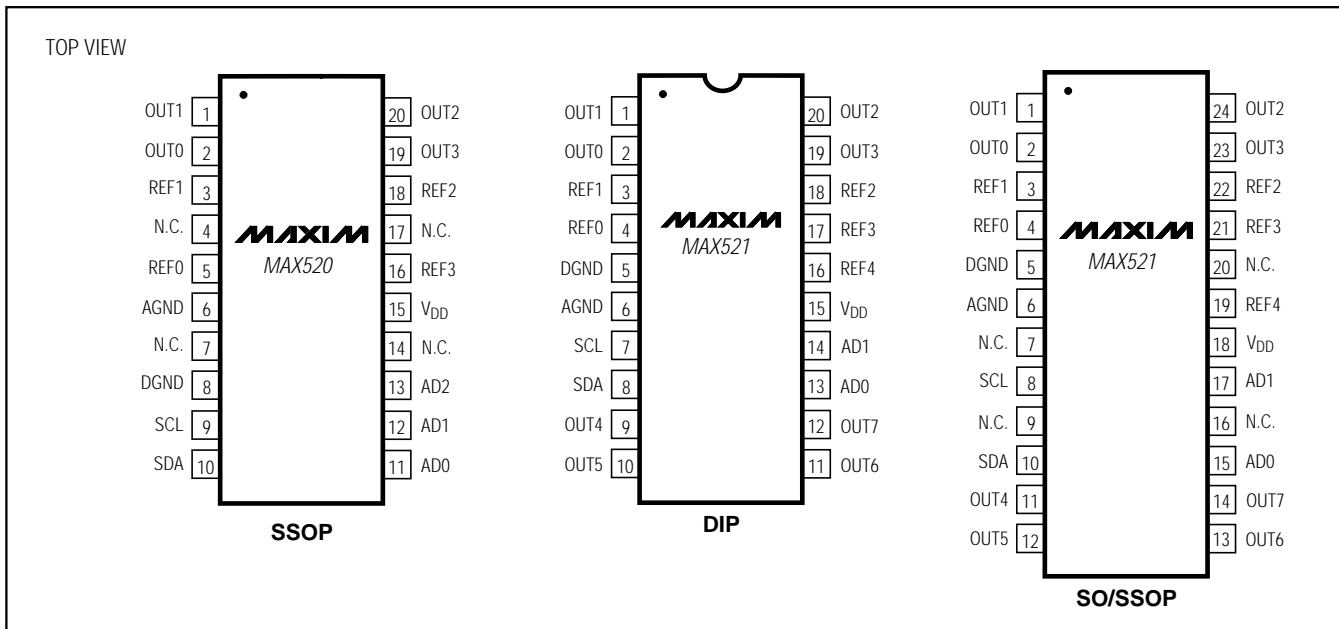 TOP VIEW
OUT1 1
OUT0 2
REF1 3
N.C. 4
REF0 5
AGND 6
N.C. 7
DGND 8
SCL 9
SDA 10
20 OUT2
19 OUT3
18 REF2
17 N.C.
16 REF3
15 VDD
14 N.C.
13 AD2
12 AD1
11 AD0
MAXIM
MAX520
SSOP
OUT1 1
OUT0 2
REF1 3
REF0 4
DGND 5
AGND 6
SCL 7
SDA 8
OUT4 9
OUT5 10
20 OUT2
19 OUT3
18 REF2
17 REF3
16 REF4
15 VDD
14 AD1
13 AD0
12 OUT7
11 OUT6
MAXIM
MAX521
DIP
OUT1 1
OUT0 2
REF1 3
REF0 4
DGND 5
AGND 6
N.C. 7
SCL 8
N.C. 9
SDA 10
OUT4 11
OUT5 12
24 OUT2
23 OUT3
22 REF2
21 REF3
20 N.C.
19 REF4
18 VDD
17 AD1
16 N.C.
15 AD0
14 OUT7
13 OUT6
MAXIM
MAX521
SO/SSOP